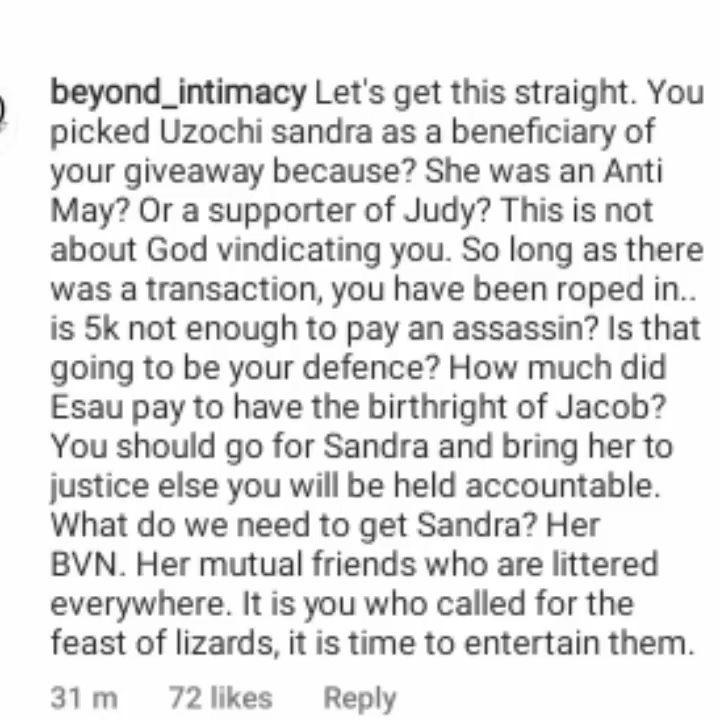 beyond_intimacy Let's get this straight. You
picked Uzochi sandra as a beneficiary of
your giveaway because? She was an Anti
May? Or a supporter of Judy? This is not
about God vindicating you. So long as there
was a transaction, you have been roped in..
is 5k not enough to pay an assassin? Is that
going to be your defence? How much did
Esau pay to have the birthright of Jacob?
You should go for Sandra and bring her to
justice else you will be held accountable.
What do we need to get Sandra? Her
BVN. Her mutual friends who are littered
everywhere. It is you who called for the
feast of lizards, it is time to entertain them.
31 m 72 likes Reply